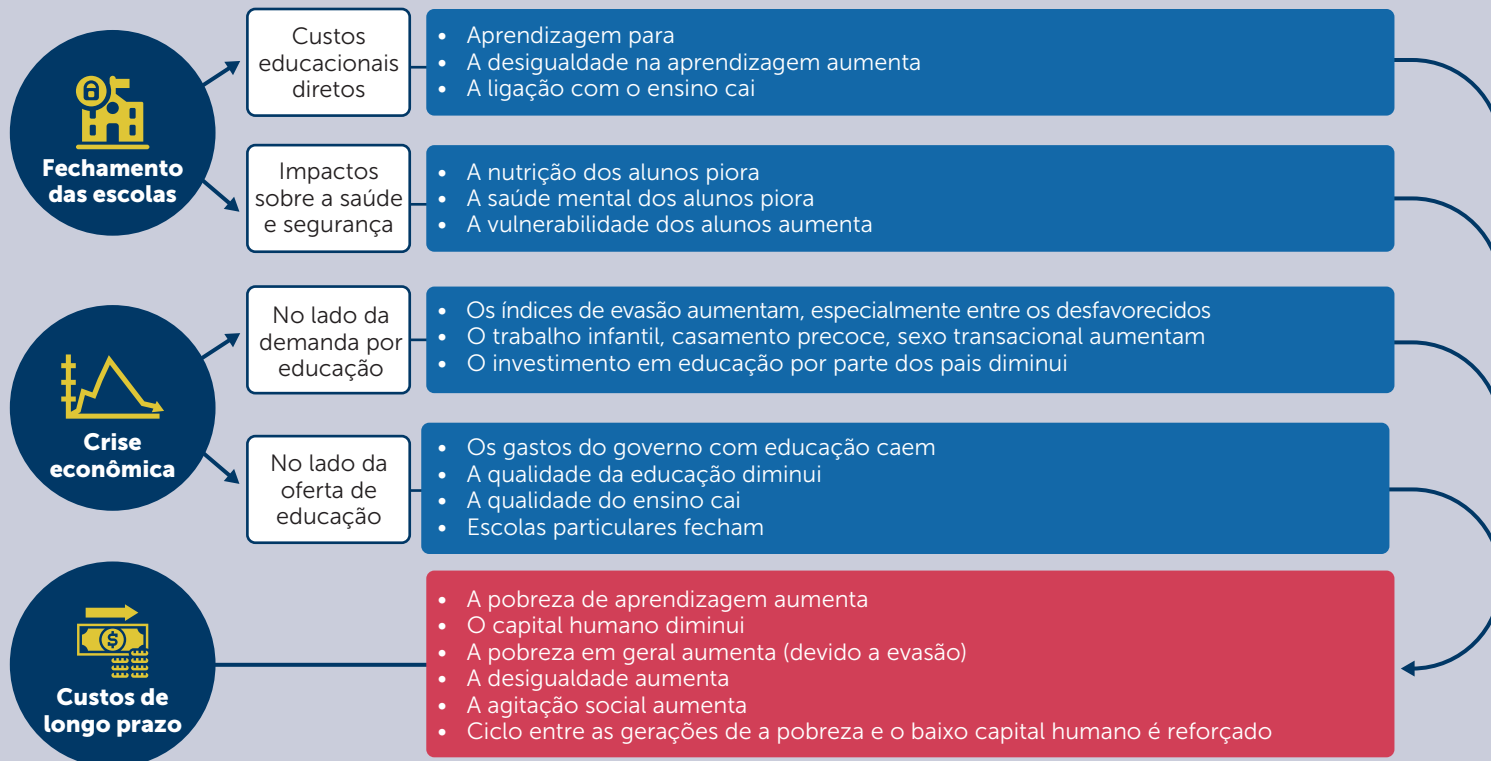 Fechamento
das escolas
Custos
educacionais
diretos
• Aprendizagem para
• A desigualdade na aprendizagem aumenta
• A ligação com o ensino cai
Impactos
sobre a saúde
e segurança
• A nutrição dos alunos piora
• A saúde mental dos alunos piora
• A vulnerabilidade dos alunos aumenta
Crise
econômica
No lado da
demanda por
educação
• Os índices de evasão aumentam, especialmente entre os desfavorecidos
• O trabalho infantil, casamento precoce, sexo transacional aumentam
• O investimento em educação por parte dos pais diminui
No lado da
oferta de
educação
• Os gastos do governo com educação caem
• A qualidade da educação diminui
• A qualidade do ensino cai
• Escolas particulares fecham
$
Custos de
longo prazo
• A pobreza de aprendizagem aumenta
• O capital humano diminui
• A pobreza em geral aumenta (devido a evasão)
• A desigualdade aumenta
• A agitação social aumenta
• Ciclo entre as gerações de a pobreza e o baixo capital humano é reforçado